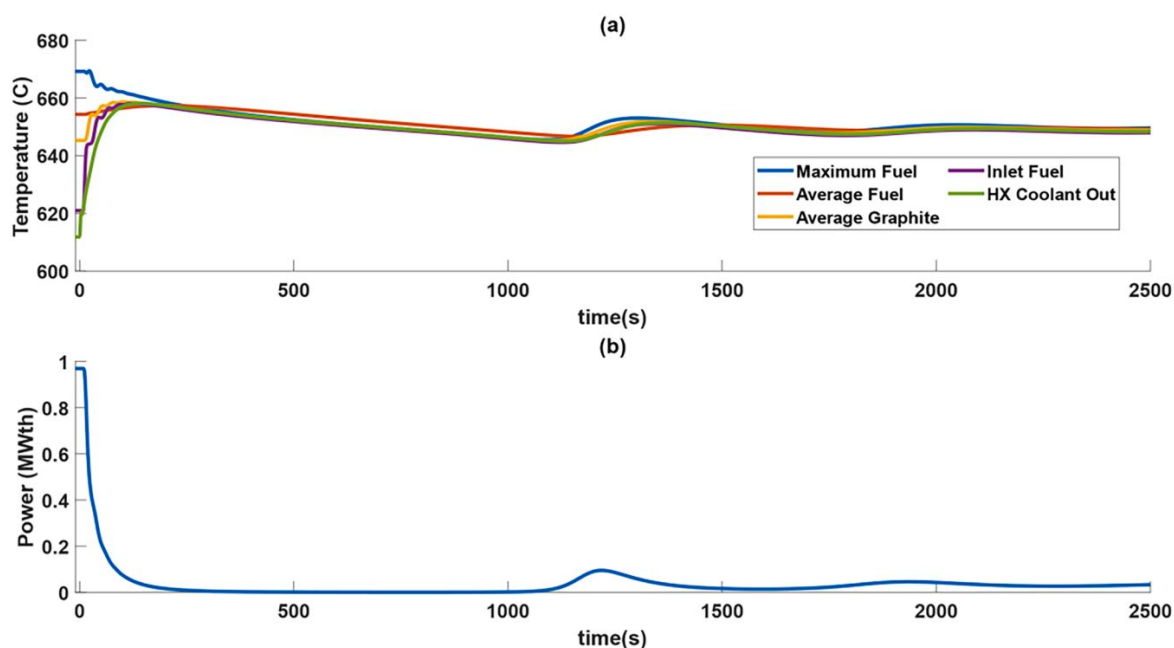 (a)
680
660
640
620
600
Temperature (C)
Maximum Fuel
Average Fuel
Average Graphite
Inlet Fuel
HX Coolant Out
0 500 1000 1500 2000 2500
time(s)
(b)
1
0.8
0.6
0.4
0.2
0
Power (MWth)
0 500 1000 1500 2000 2500
time(s)